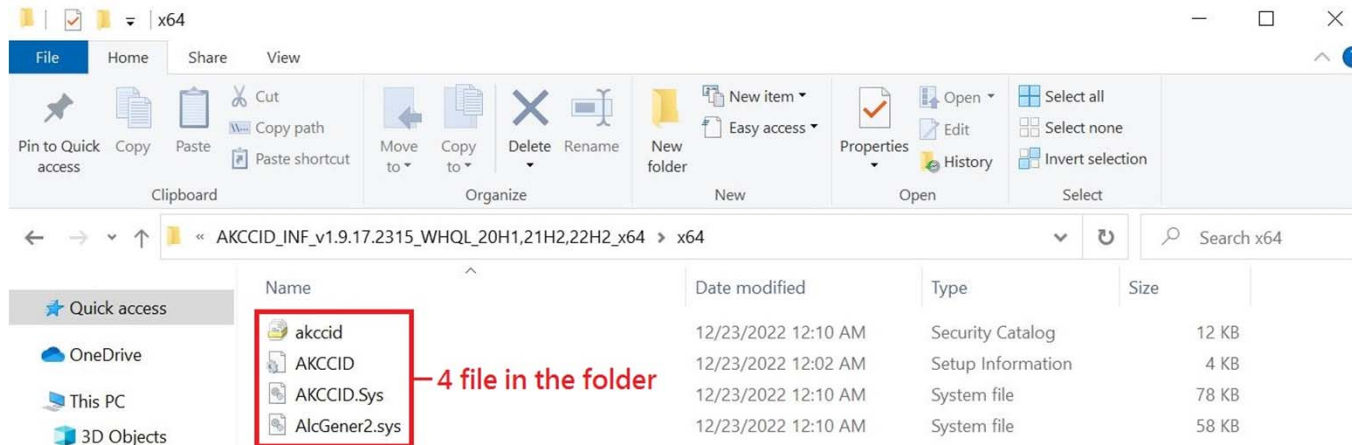 x64
File Home Share View
Pin to Quick access
Copy
Paste
Cut
Copy path
Paste shortcut
Clipboard
Move to
Copy to
Delete
Rename
Organize
New folder
New item
Easy access
New
Properties
Open
Edit
History
Open
Select all
Select none
Invert selection
Select
« AKCCID_INF_v1.9.17.2315_WHQL_20H1,21H2,22H2_x64 > x64
Search x64
Name Date modified Type Size
Quick access
OneDrive
This PC
3D Objects
akccid 12/23/2022 12:10 AM Security Catalog 12 KB
AKCCID 12/23/2022 12:02 AM Setup Information 4 KB
AKCCID.Sys 12/23/2022 12:10 AM System file 78 KB
AlcGener2.sys 12/23/2022 12:10 AM System file 58 KB
4 file in the folder